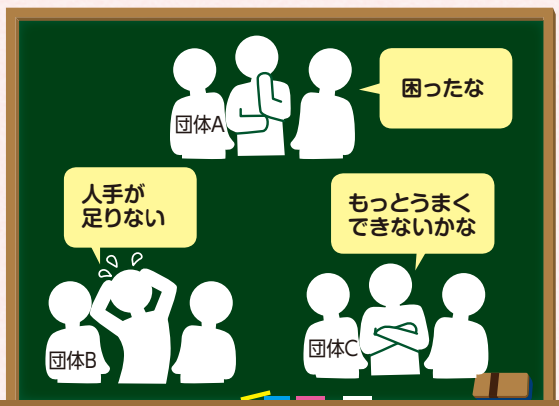 団体A
困ったな
人手が
足りない
もっとうまく
できないかな
団体B
団体C